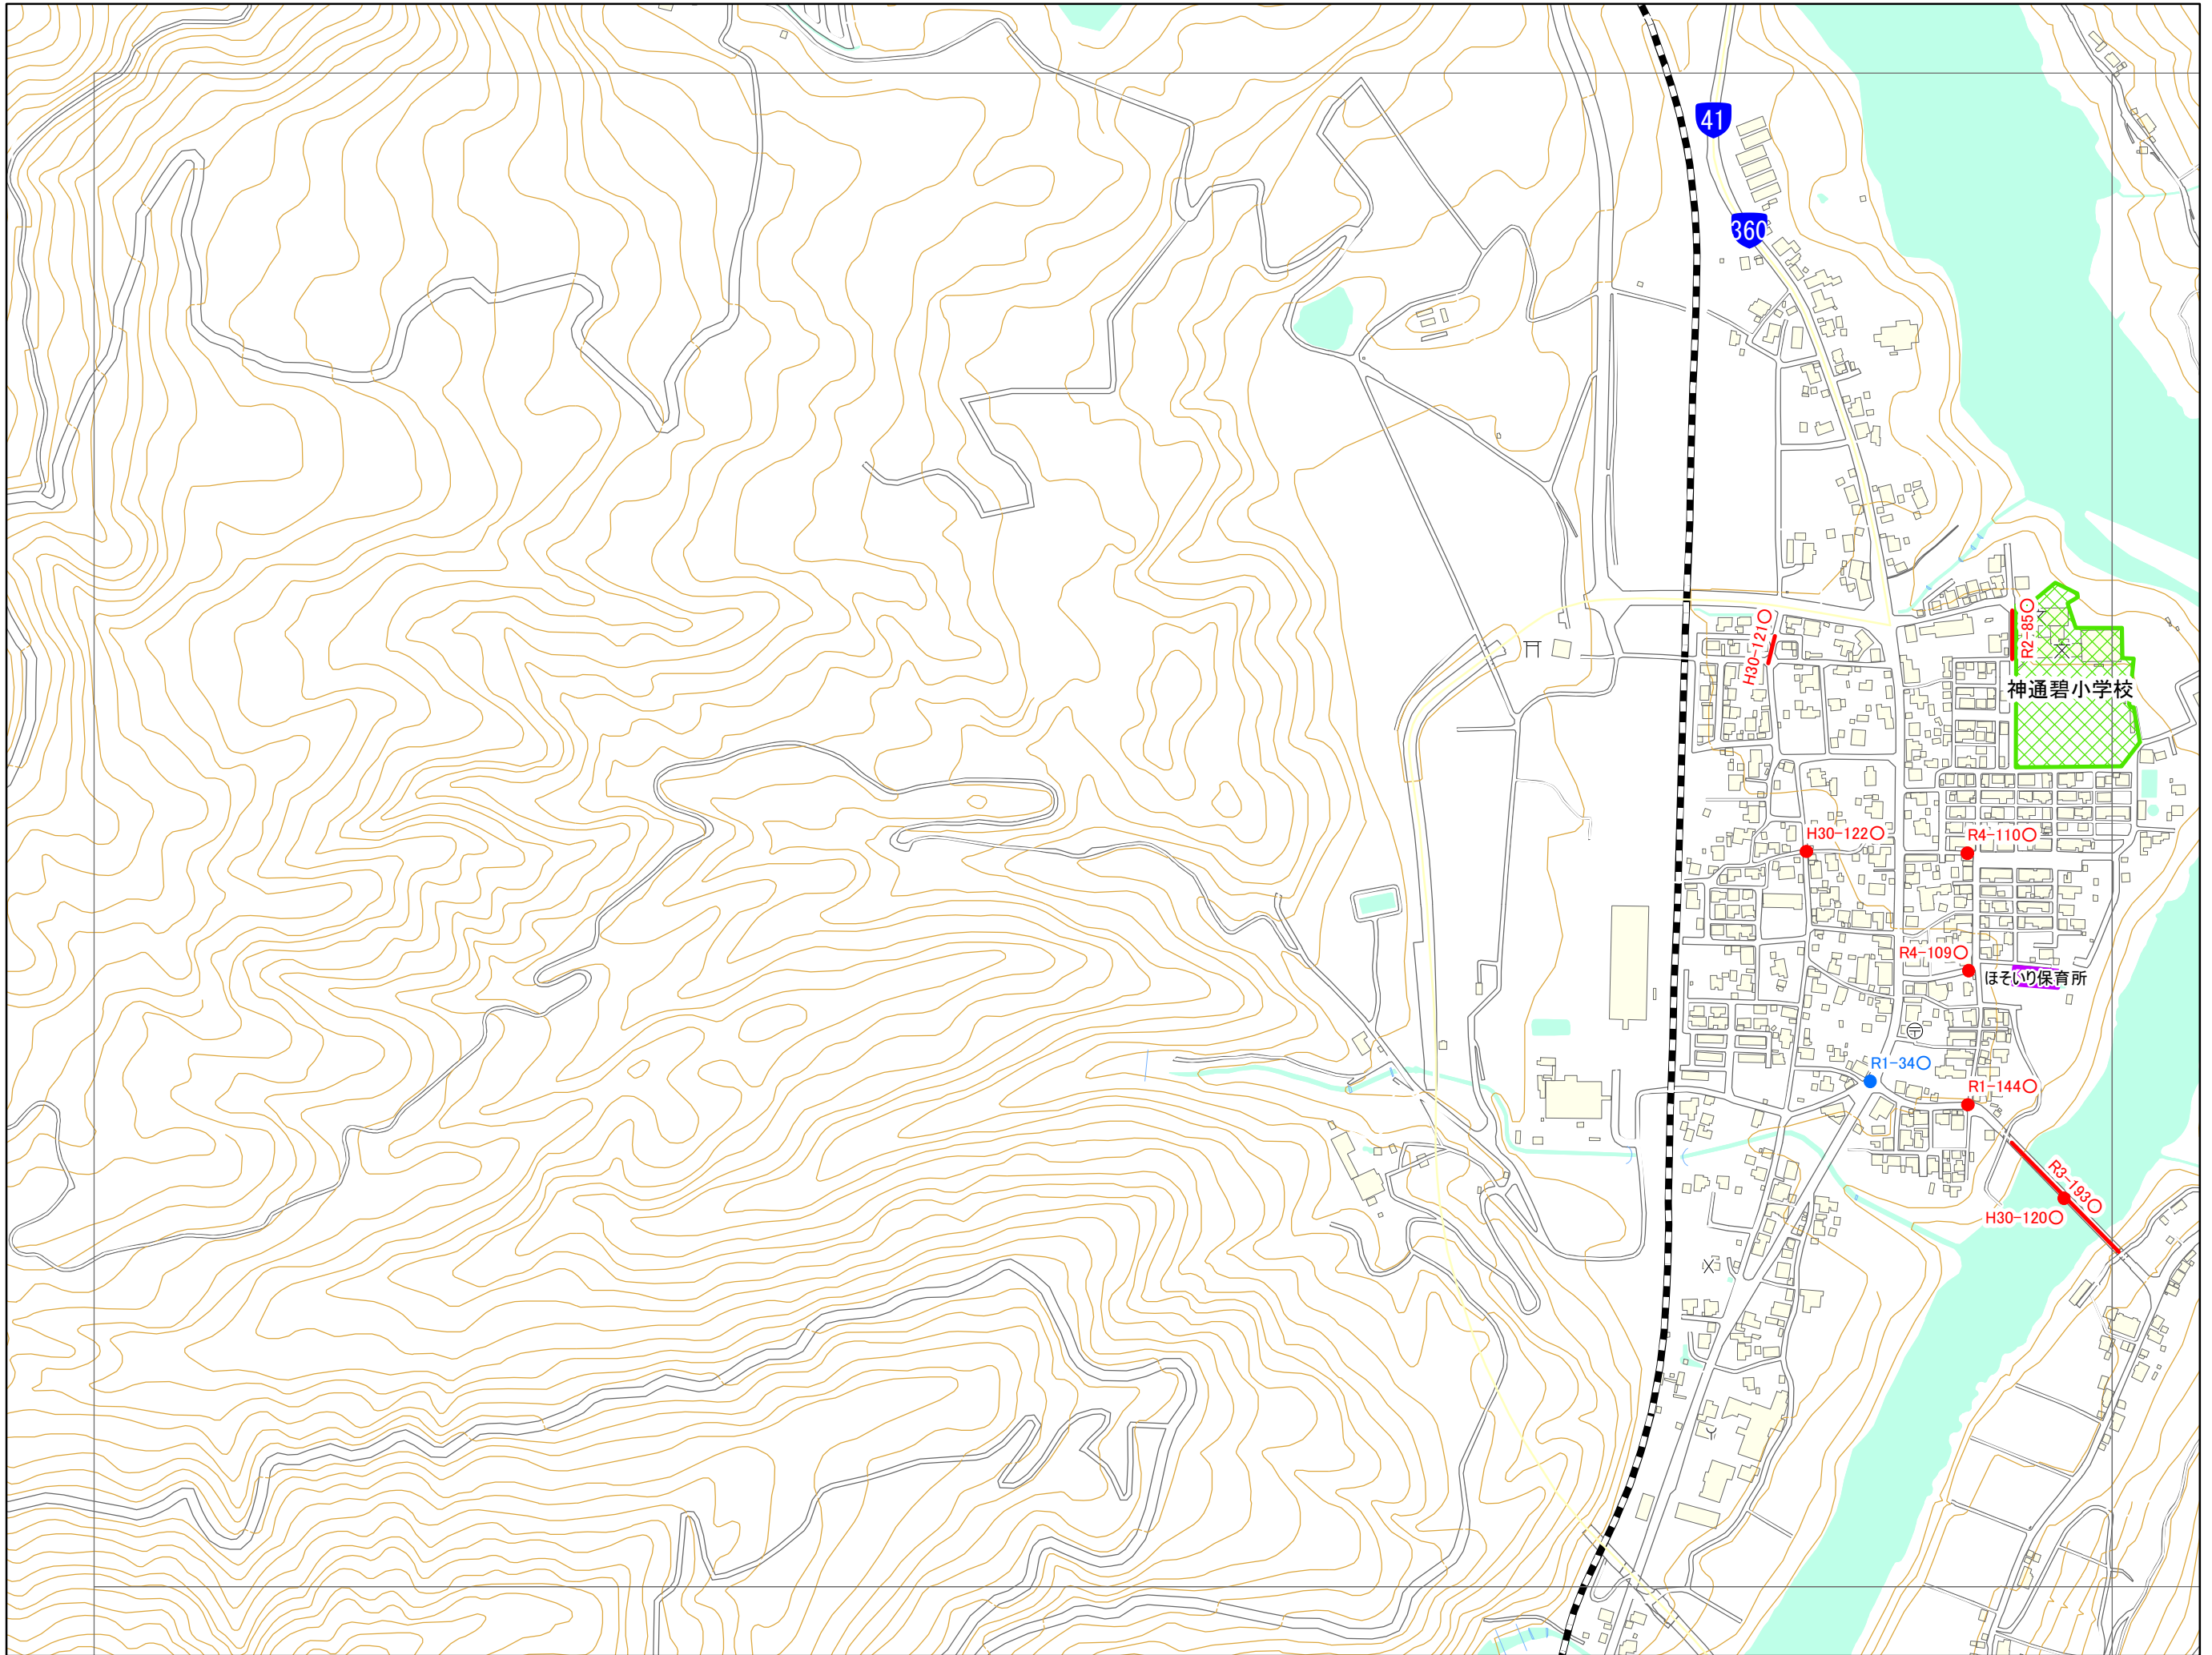 41
360
H30-121○
R2-85○
神通碧小学校
H30-122○
R4-110○
R4-109○
ほそいり保育所
R1-34○
R1-144○
R3-193○
H30-120○